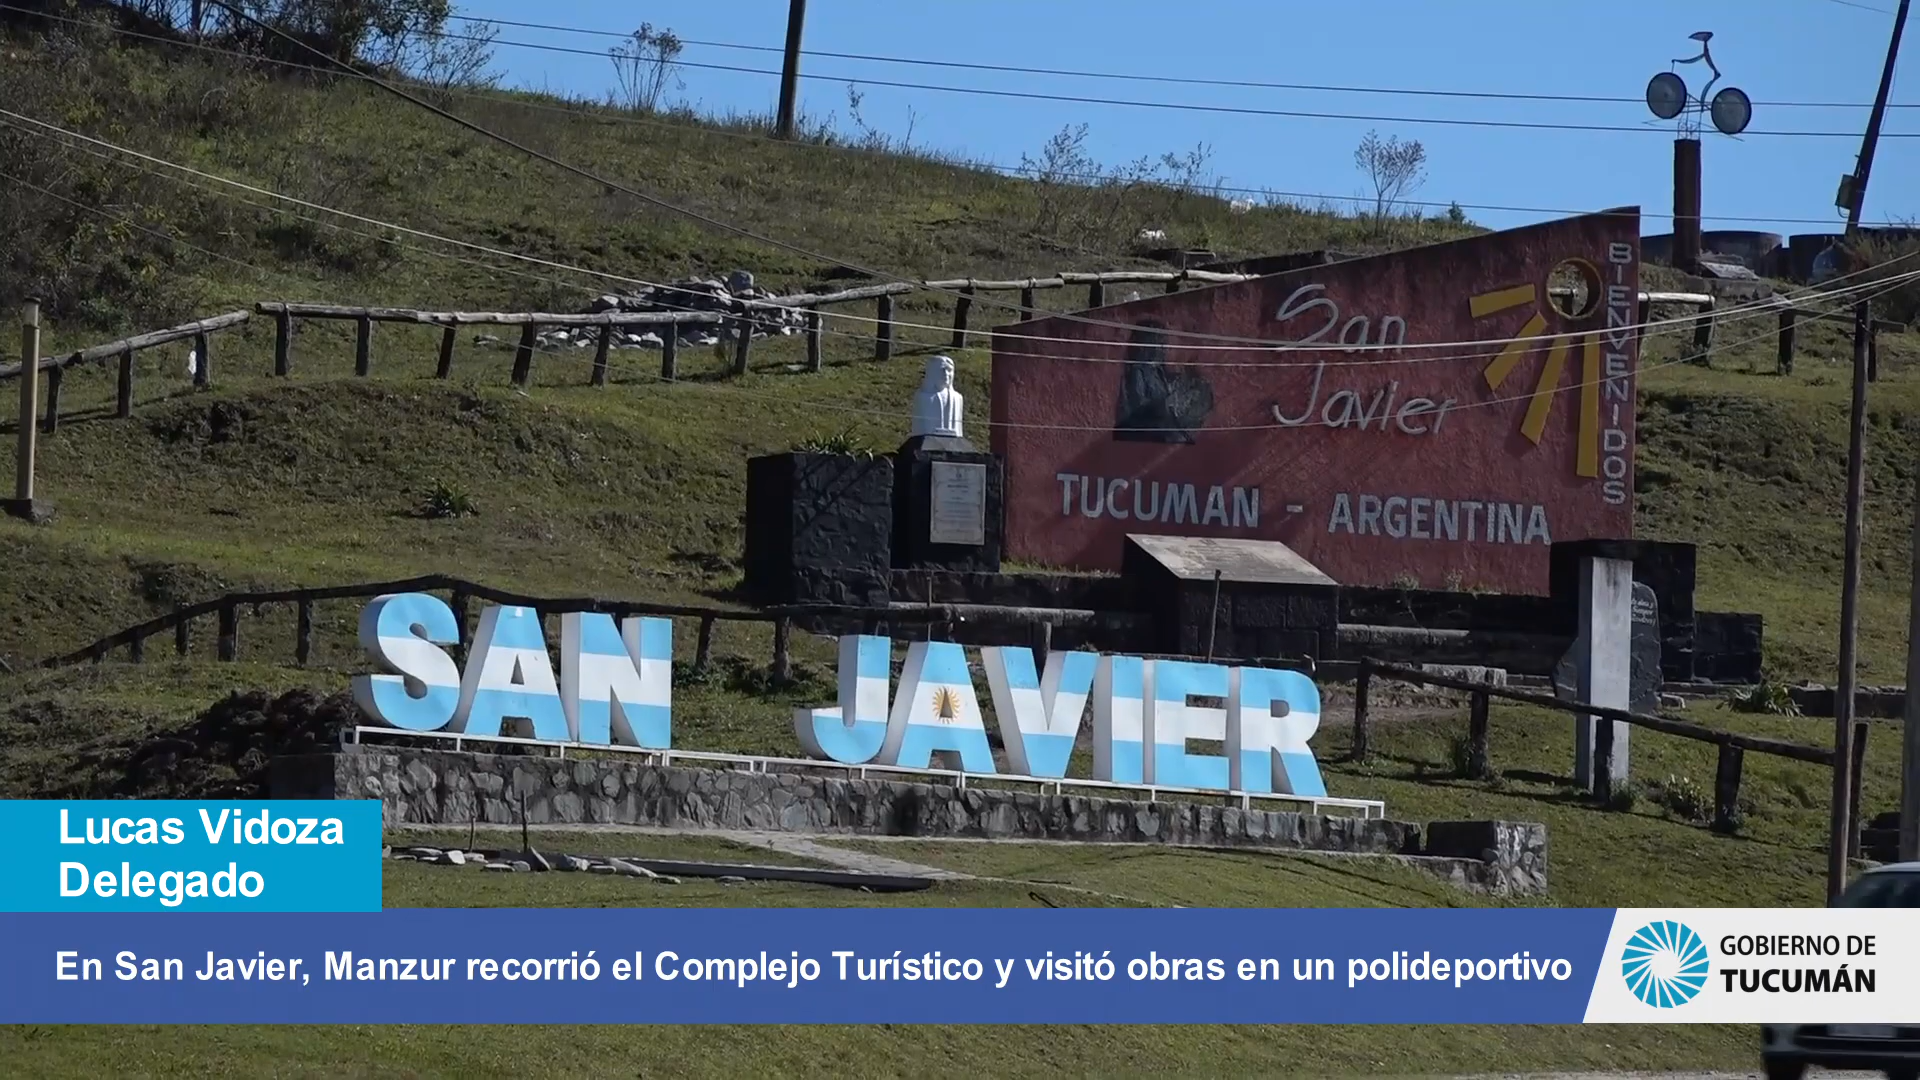 San
Javier
BIENVENIDOS
TUCUMAN - ARGENTINA
SAN JAVIER
Lucas Vidoza
Delegado
En San Javier, Manzur recorrió el Complejo Turístico y visitó obras en un polideportivo
GOBIERNO DE
TUCUMÁN